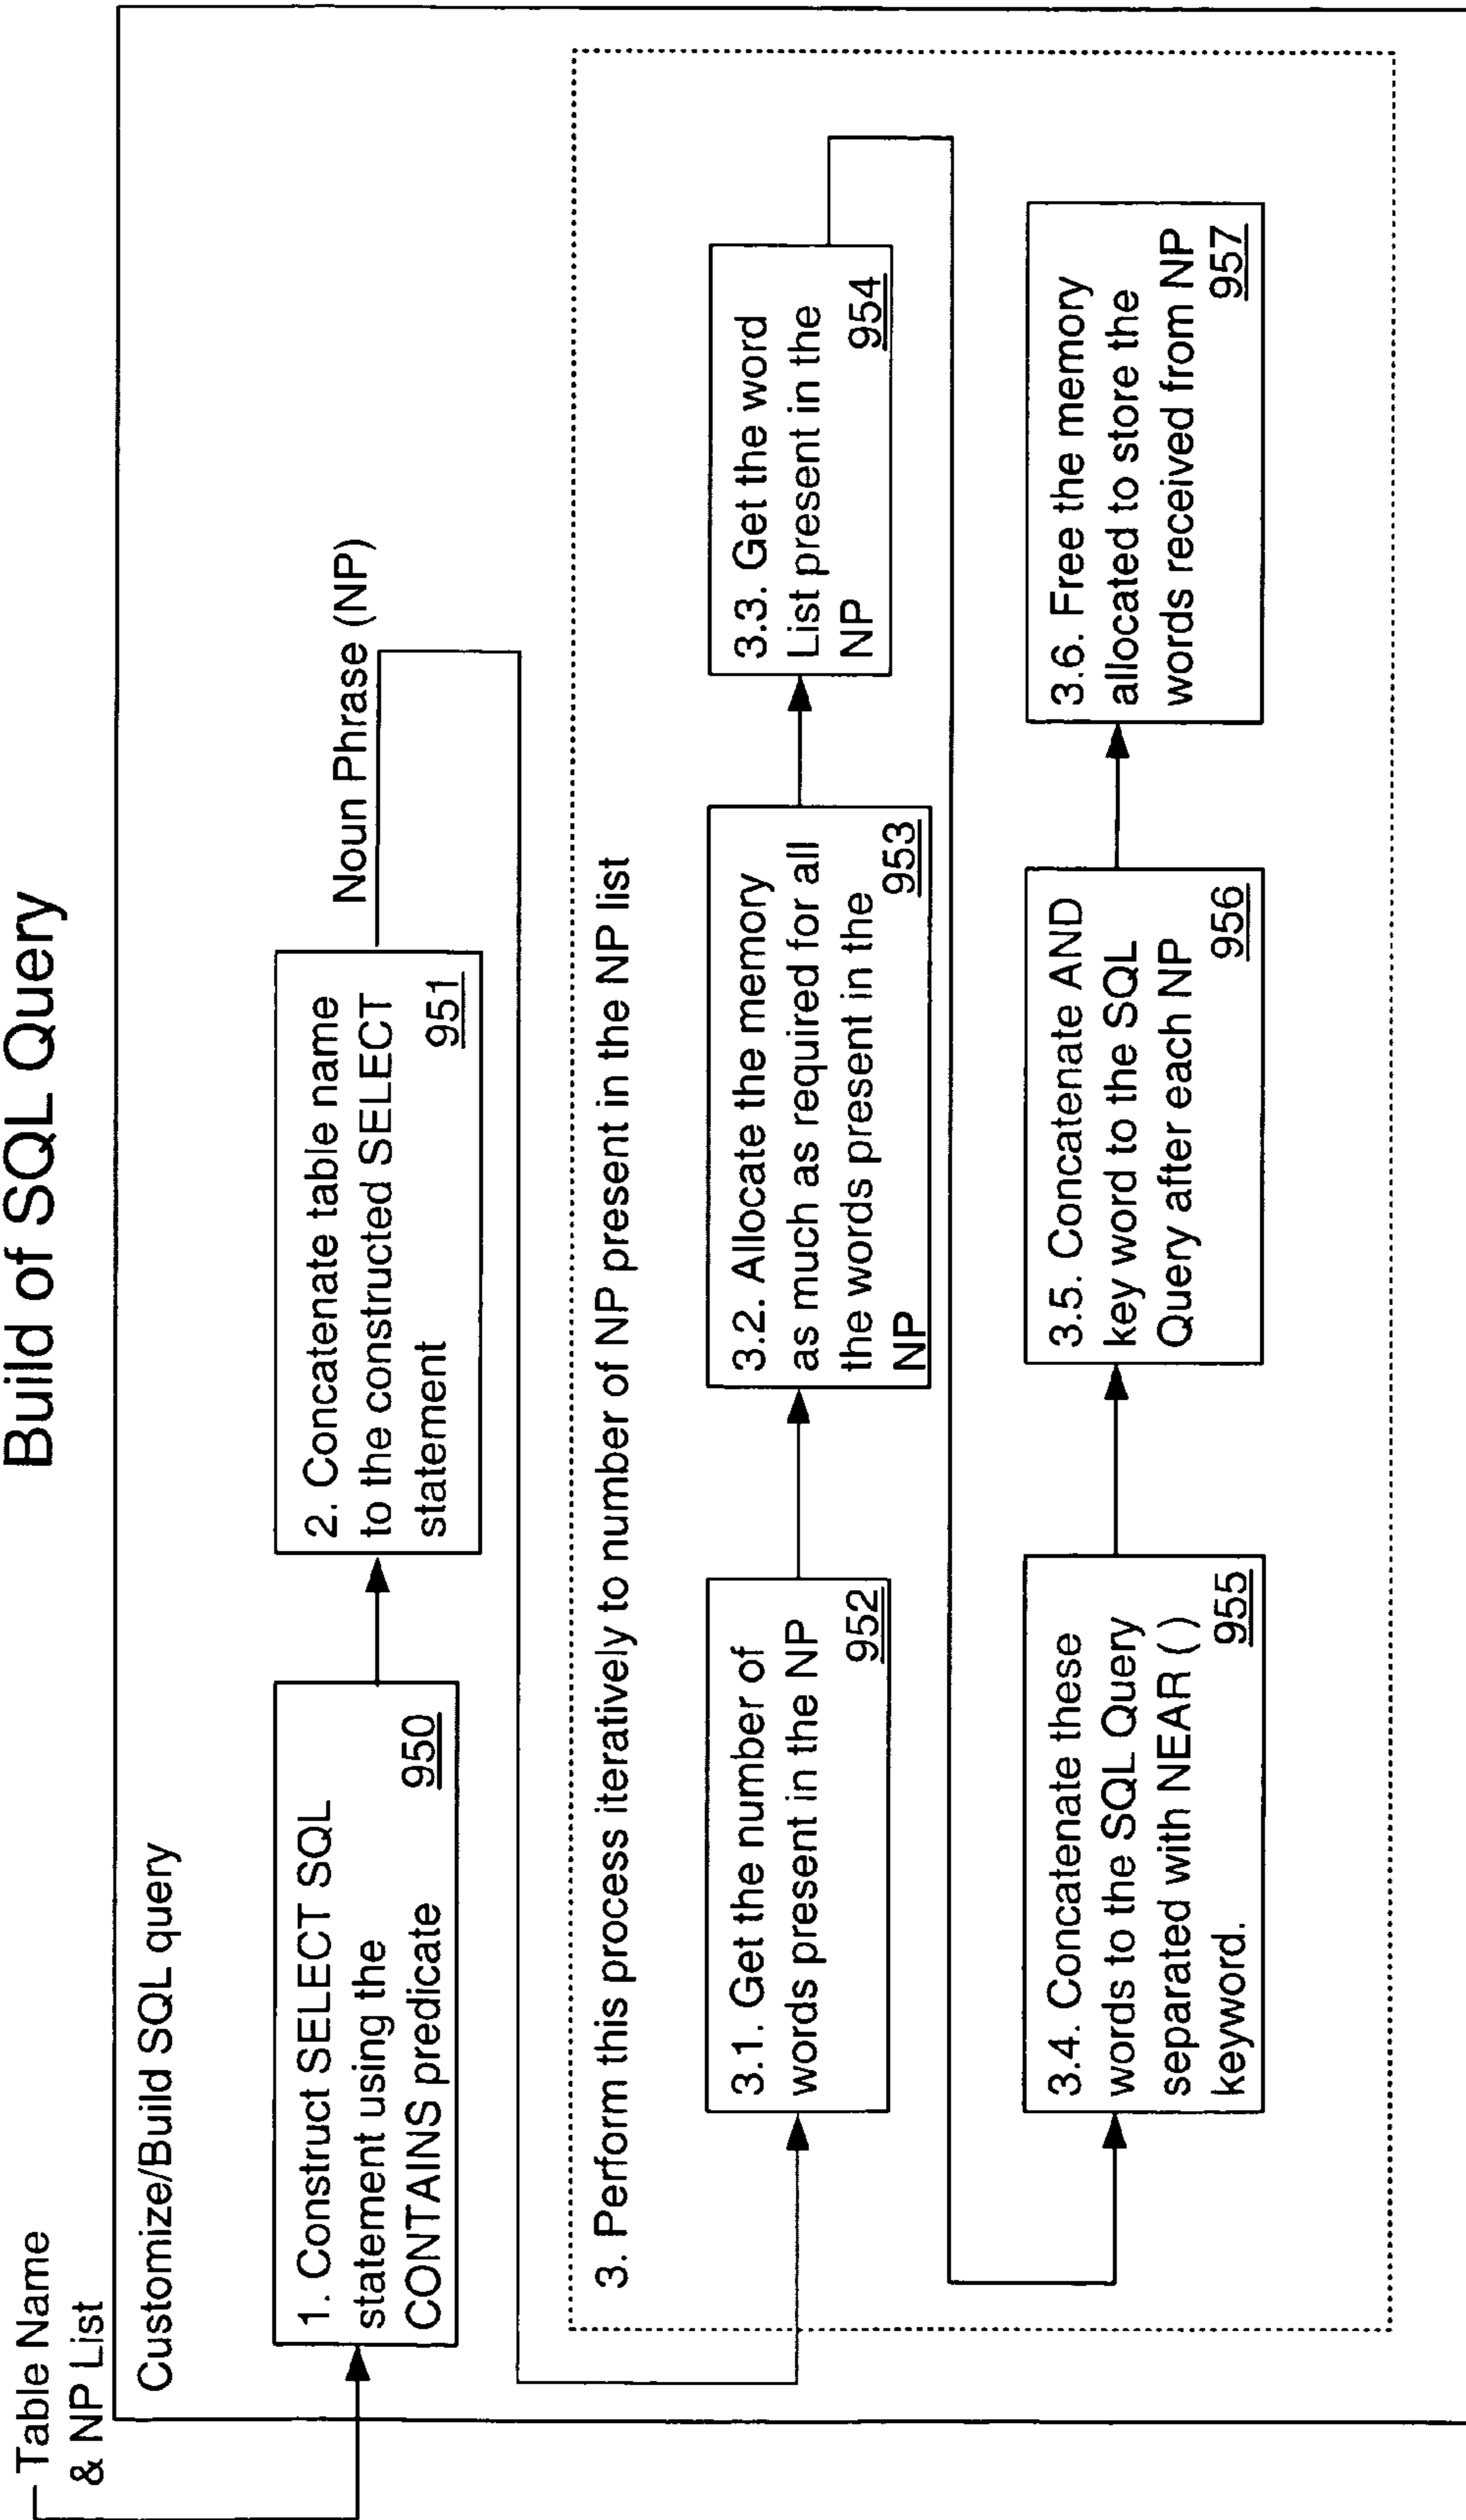 Build of SQL Query
Table Name
& NP List
Customize/Build SQL query
1. Construct SELECT SQL
statement using the
CONTAINS predicate
950
2. Concatenate table name
to the constructed SELECT
statement
951
Noun Phrase (NP)
3. Perform this process iteratively to number of NP present in the NP list
3.1. Get the number of
words present in the NP
952
3.2. Allocate the memory
as much as required for all
the words present in the
NP
953
3.3. Get the word
List present in the
NP
954
3.4. Concatenate these
words to the SQL Query
separated with NEAR ( )
keyword.
955
3.5. Concatenate AND
key word to the SQL
Query after each NP
956
3.6. Free the memory
allocated to store the
words received from NP
957